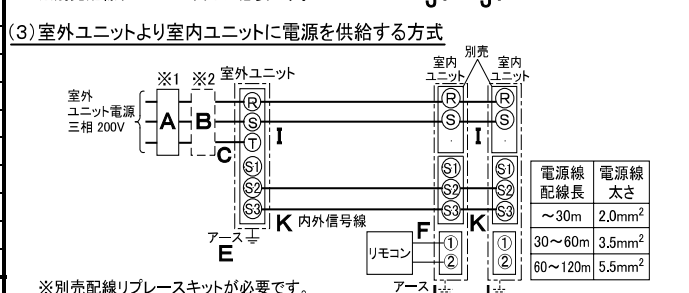 (3)室外ユニットより室内ユニットに電源を供給する方式
別売
※1 ※2 室外ユニット
室内
ユニット
室内
ユニット
室外
ユニット電源
三相 200V
A B C
R
S
T
S1
S2
S3
I
R
S
S1
S2
S3
I
R
S
S1
S2
S3
K 内外信号線
K
アース
E
F
リモコン
①
②
①
②
アース
電源線配線長 電源線太さ
~30m 2.0mm²
30~60m 3.5mm²
60~120m 5.5mm²
※別売配線リプレースキットが必要です。